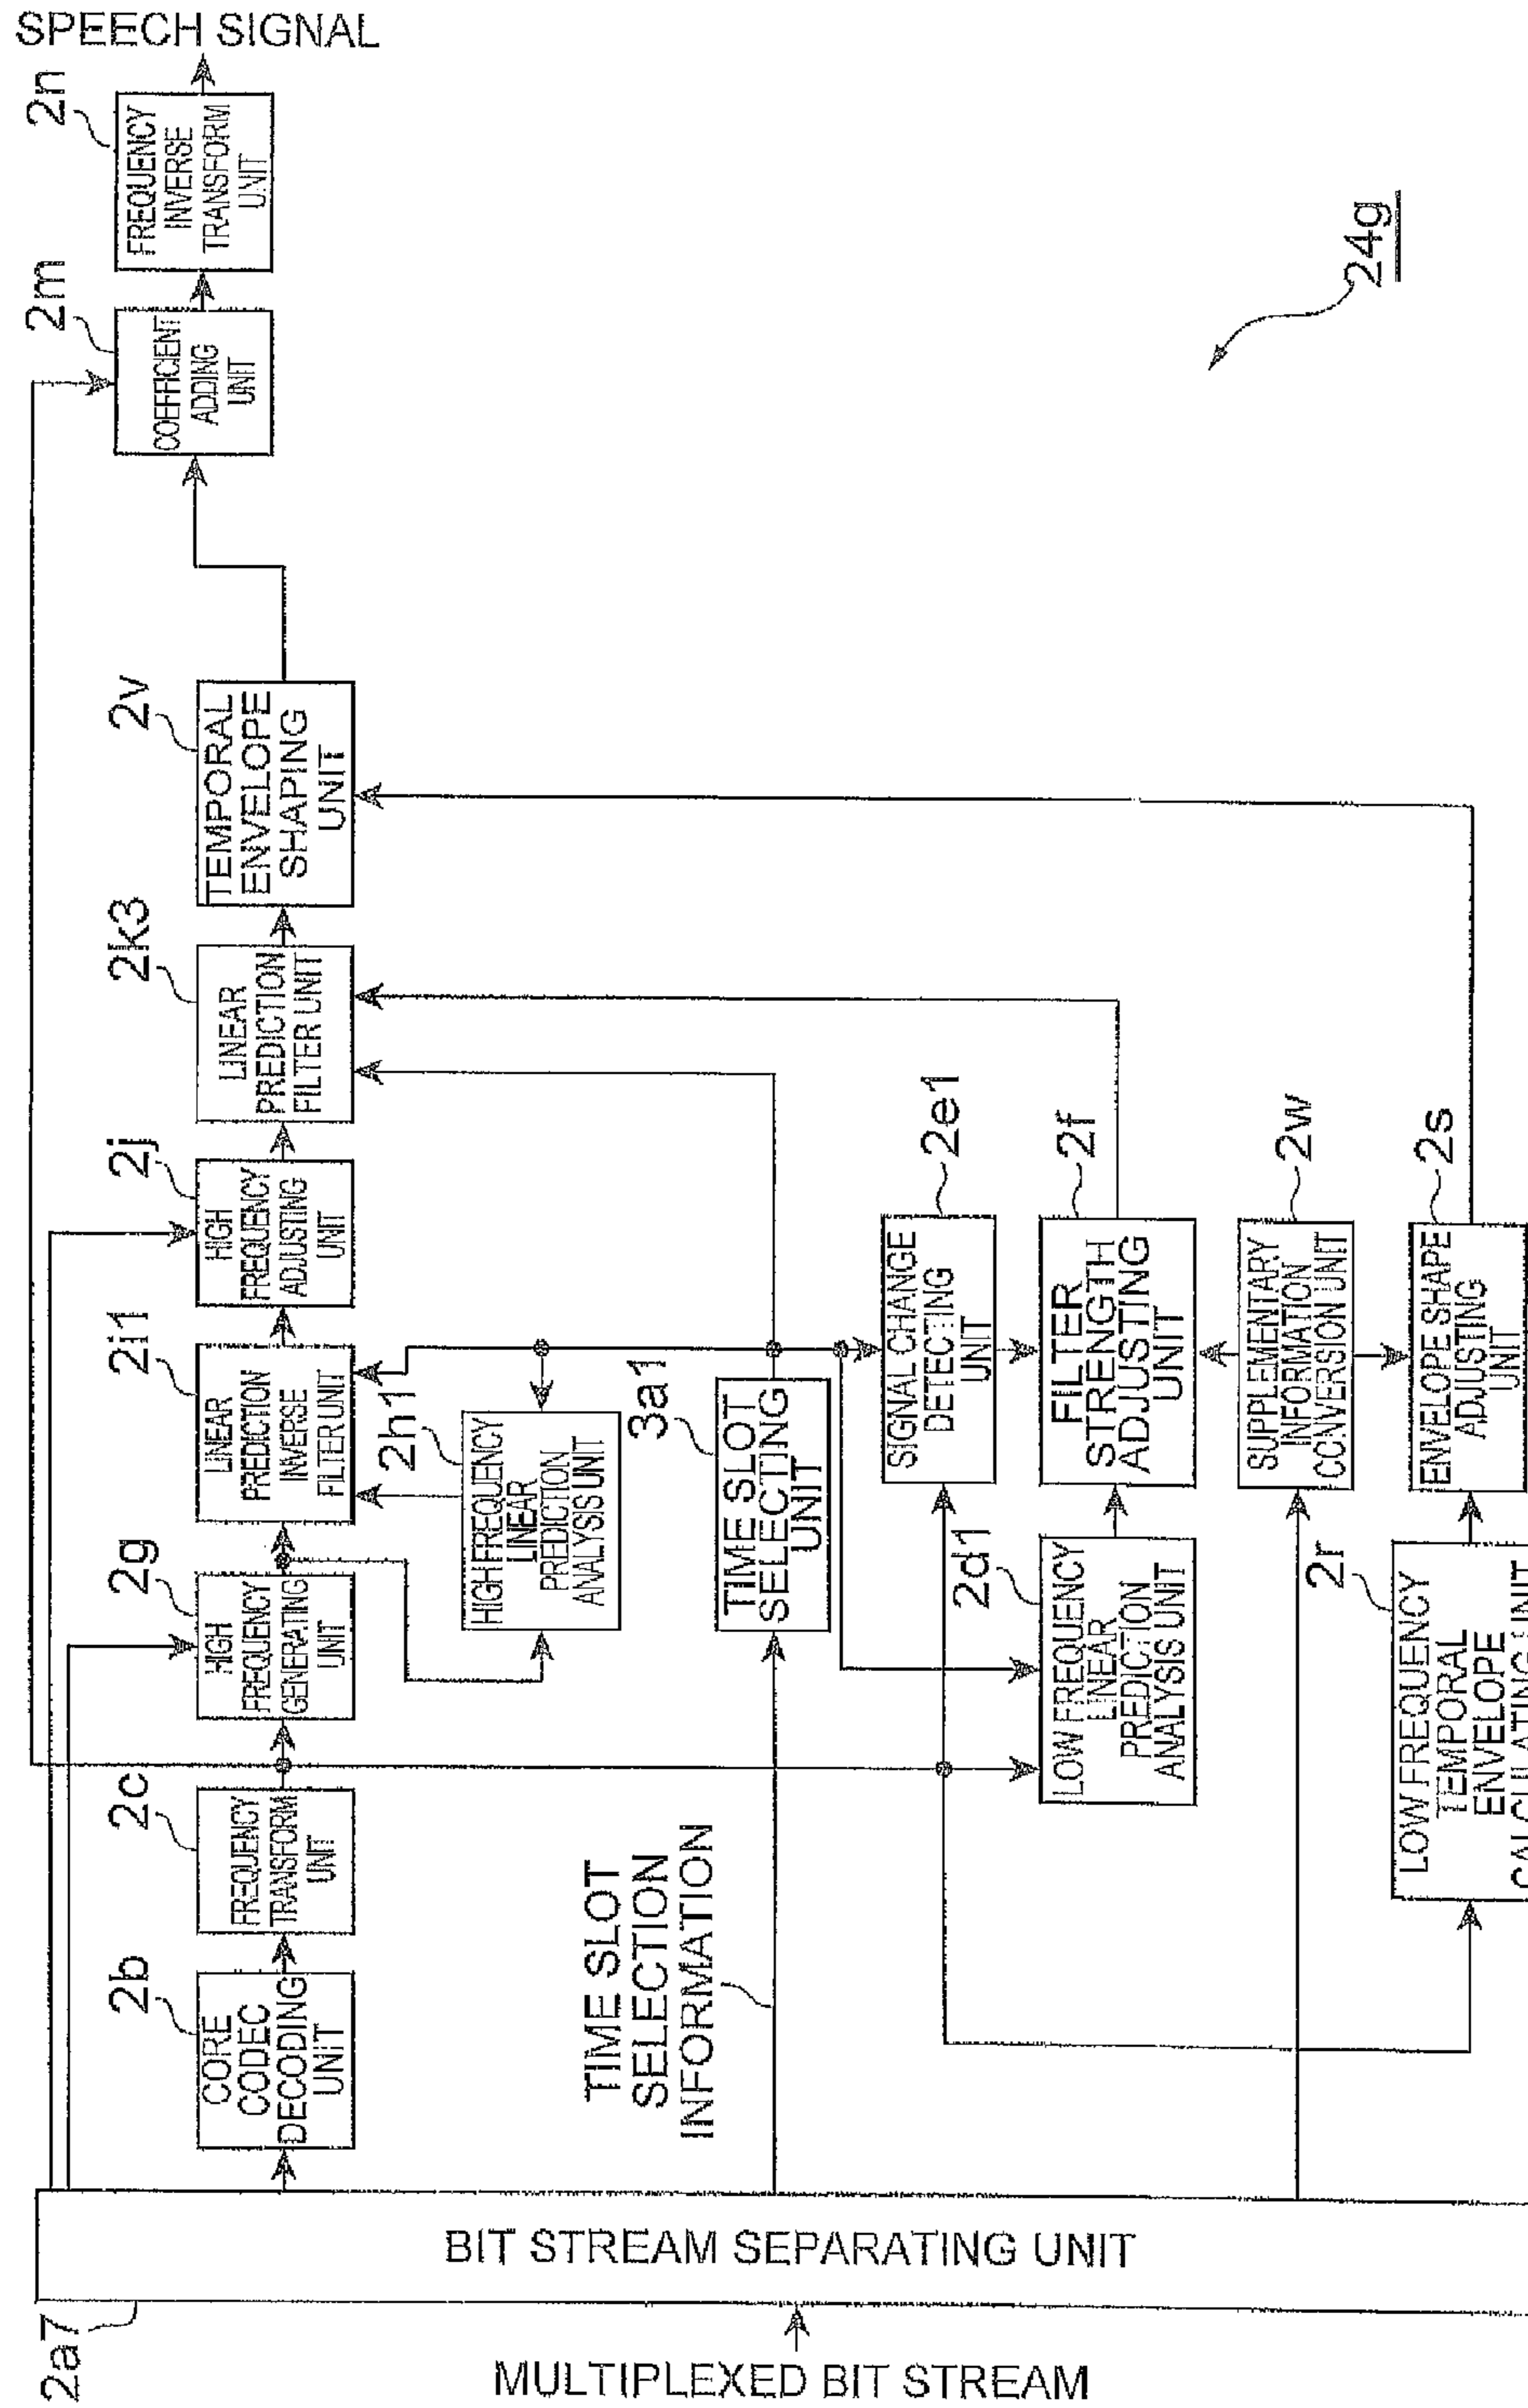 SPEECH SIGNAL
2n
FREQUENCY
INVERSE
TRANSFORM
UNIT
2m
COEFFICIENT
ADDING
UNIT
2v
TEMPORAL
ENVELOPE
SHAPING
UNIT
2k3
LINEAR
PREDICTION
FILTER UNIT
2j
HIGH
FREQUENCY
ADJUSTING
UNIT
2i1
LINEAR
PREDICTION
INVERSE
FILTER UNIT
2h1
HIGH FREQUENCY
LINEAR
PREDICTION
ANALYSIS UNIT
2g
HIGH
FREQUENCY
GENERATING
UNIT
2c
FREQUENCY
TRANSFORM
UNIT
2b
CORE
CODEC
DECODING
UNIT
3a1
TIME SLOT
SELECTING
UNIT
TIME SLOT
SELECTION
INFORMATION
2e1
SIGNAL CHANGE
DETECTING
UNIT
2f
FILTER
STRENGTH
ADJUSTING
UNIT
2d1
LOW FREQUENCY
LINEAR
PREDICTION
ANALYSIS UNIT
2w
SUPPLEMENTARY
INFORMATION
CONVERSION UNIT
2s
ENVELOPE SHAPE
ADJUSTING
UNIT
2r
LOW FREQUENCY
TEMPORAL
ENVELOPE
CALCULATING UNIT
24g
2a7
BIT STREAM SEPARATING UNIT
MULTIPLEXED BIT STREAM